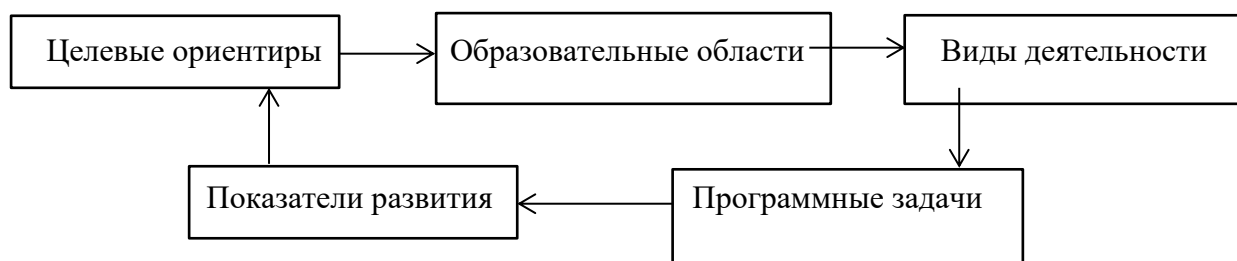 Целевые ориентиры
Образовательные области
Виды деятельности
Показатели развития
Программные задачи